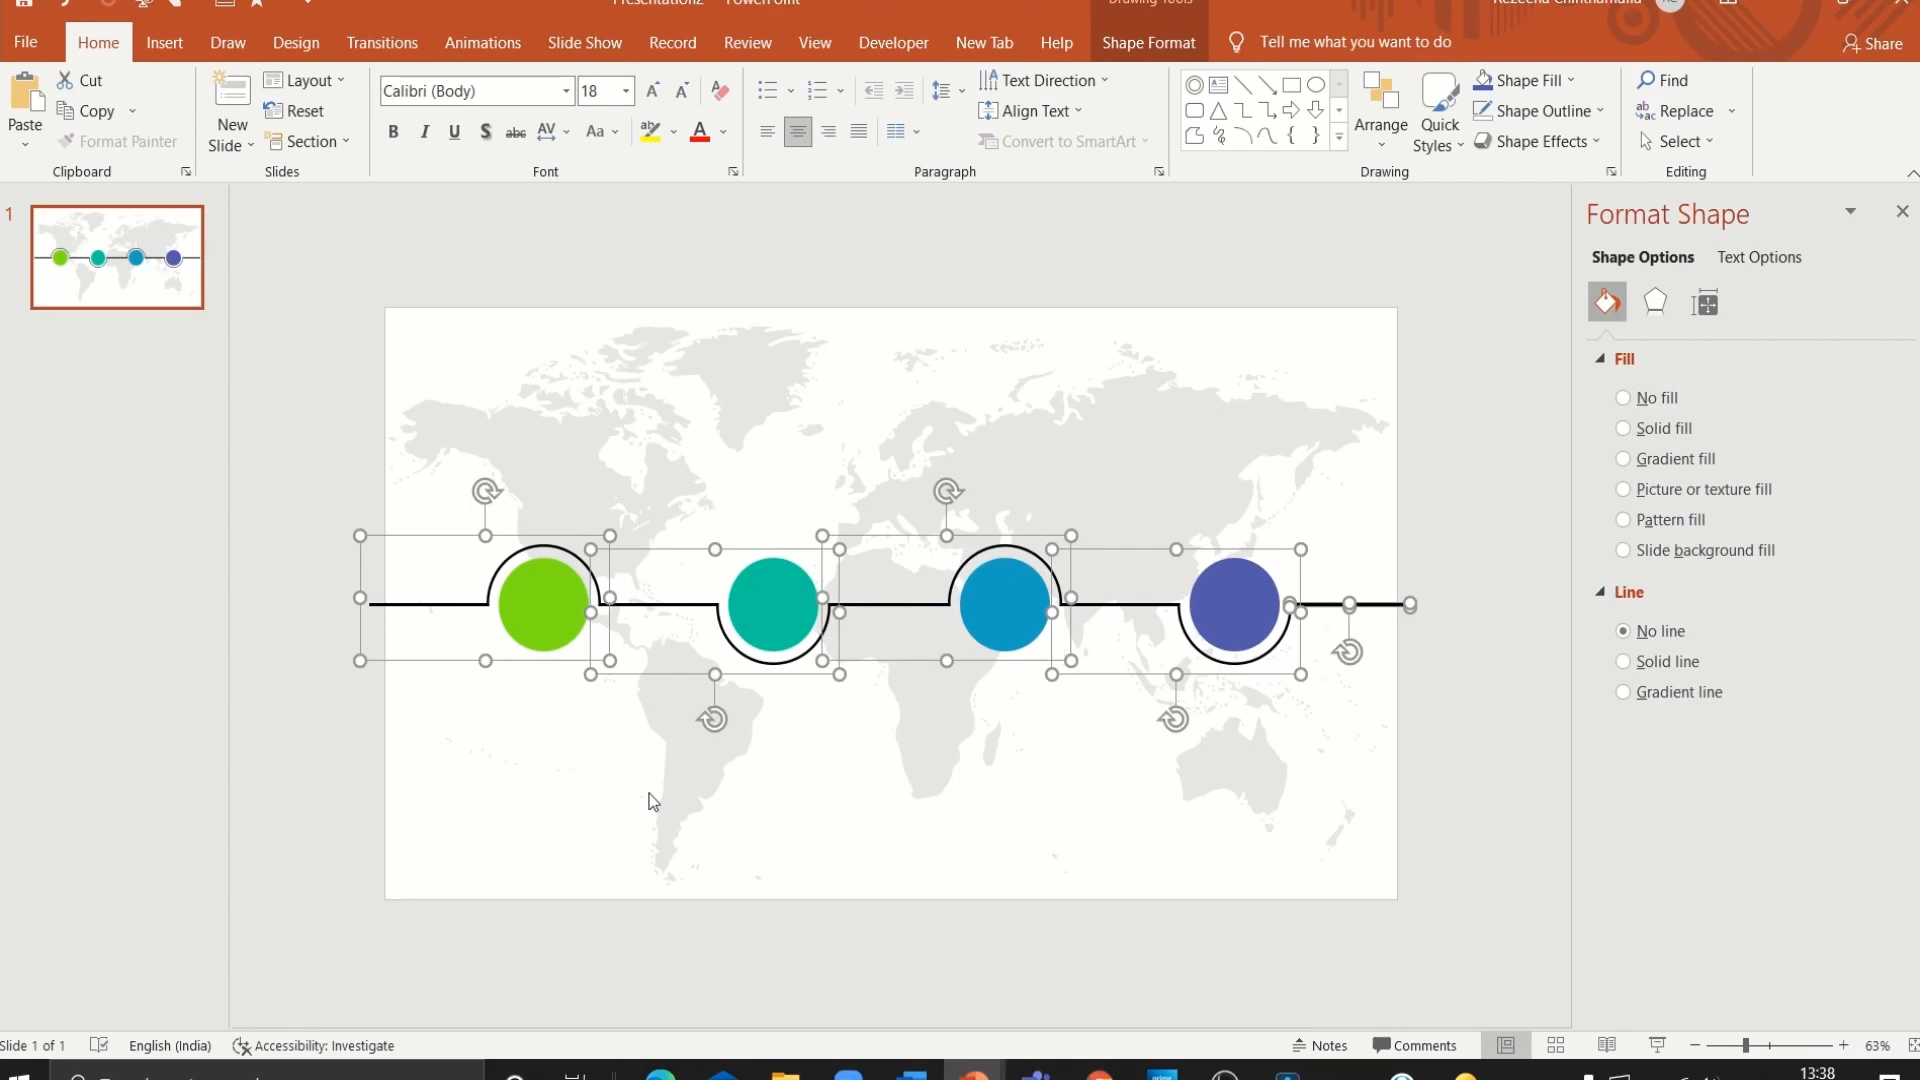 File Home Insert Draw Design Transitions Animations Slide Show Record Review View Developer New Tab Help Shape Format Tell me what you want to do Share
Paste
Cut
Copy
Format Painter
Clipboard
New
Slide
Layout
Reset
Section
Slides
Calibri (Body) 18
B I U S abc AV Aa A
Font
Text Direction
Align Text
Convert to SmartArt
Paragraph
Arrange
Quick
Styles
Shape Fill
Shape Outline
Shape Effects
Drawing
Find
Replace
Select
Editing
1
Format Shape
Shape Options Text Options
Fill
No fill
Solid fill
Gradient fill
Picture or texture fill
Pattern fill
Slide background fill
Line
No line
Solid line
Gradient line
Slide 1 of 1 English (India) Accessibility: Investigate Notes Comments 63%
13:38